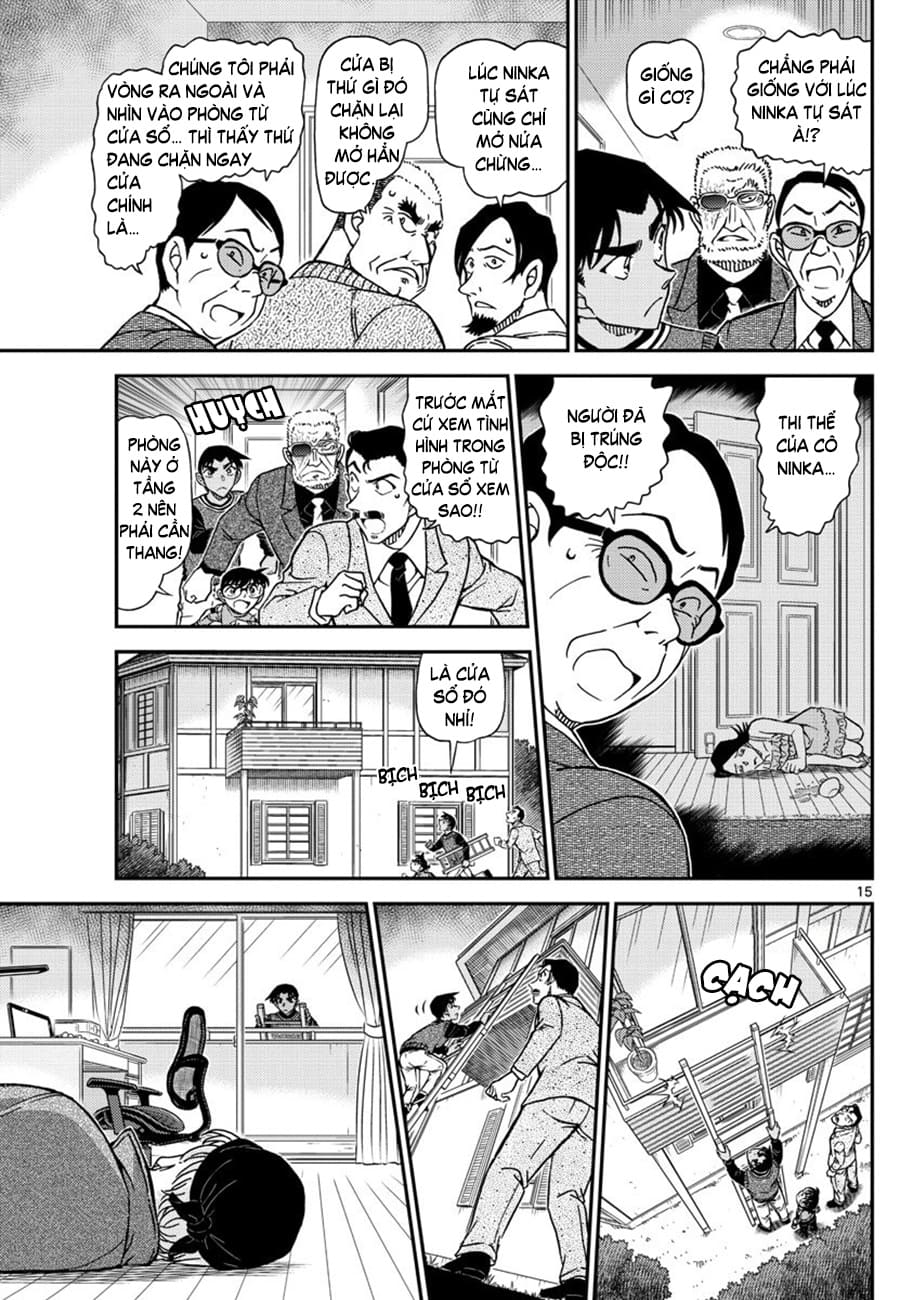 CHẲNG PHẢI
GIỐNG VỚI LÚC
NINKA TỰ SÁT
À!?
GIỐNG
GÌ CƠ?
LÚC NINKA
TỰ SÁT
CŨNG CHỈ
MỞ NỬA
CHỪNG...
CỬA BỊ
THỨ GÌ ĐÓ
CHẶN LẠI
KHÔNG
MỞ HẲN
ĐƯỢC...
CHÚNG TÔI PHẢI
VÒNG RA NGOÀI VÀ
NHÌN VÀO PHÒNG TỪ
CỬA SỔ... THÌ THẤY THỨ
ĐANG CHẶN NGAY
CỬA
CHÍNH
LÀ...
THI THỂ
CỦA CÔ
NINKA...
NGƯỜI ĐÃ
BỊ TRÚNG
ĐỘC!!
TRƯỚC MẮT
CỨ XEM TÌNH
HÌNH TRONG
PHÒNG TỪ
CỬA SỔ XEM
SAO!!
HUỴCH
PHÒNG
NÀY Ở
TẦNG
2 NÊN
PHẢI CẦN
THANG!
LÀ CỬA
SỔ ĐÓ
NHỈ!
BỊCH
BỊCH
BỊCH
15
CẠCH